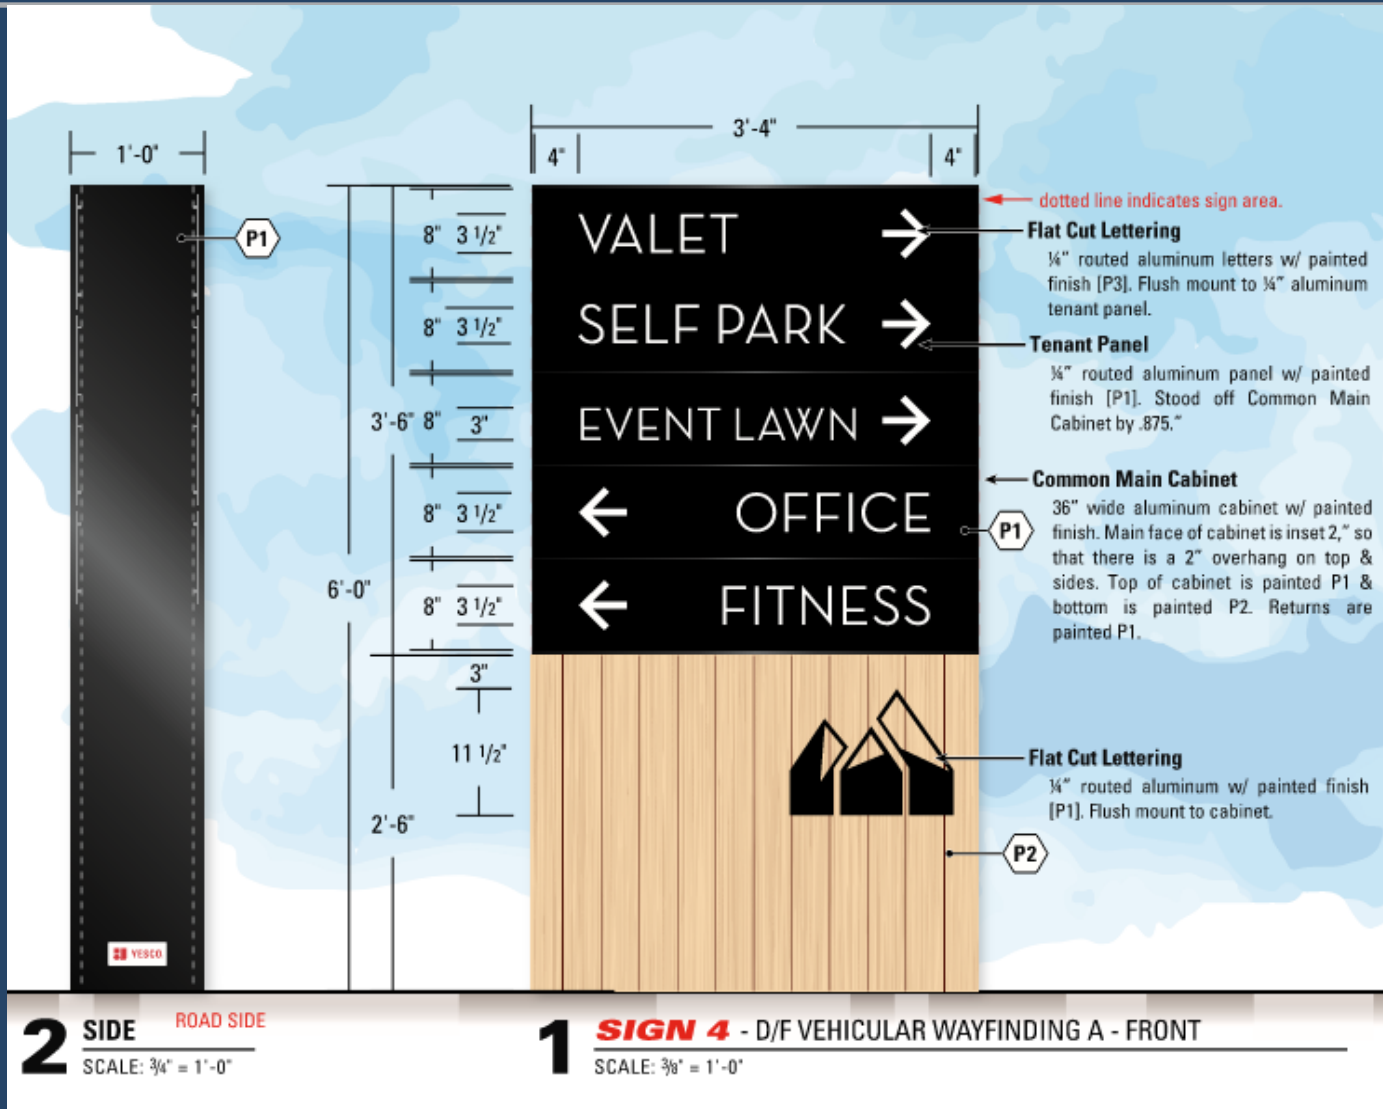 1'-0"
3'-4"
4"
4"
P1
dotted line indicates sign area.
VALET →
SELF PARK →
EVENT LAWN →
← OFFICE
← FITNESS
8" 3 1/2"
8" 3 1/2"
8" 3"
8" 3 1/2"
8" 3 1/2"
3'-6"
6'-0"
3"
11 1/2"
2'-6"
Flat Cut Lettering
¼" routed aluminum letters w/ painted
finish [P3]. Flush mount to ¼" aluminum
tenant panel.
Tenant Panel
¼" routed aluminum panel w/ painted
finish [P1]. Stood off Common Main
Cabinet by .875."
Common Main Cabinet
P1
36" wide aluminum cabinet w/ painted
finish. Main face of cabinet is inset 2," so
that there is a 2" overhang on top &
sides. Top of cabinet is painted P1 &
bottom is painted P2. Returns are
painted P1.
Flat Cut Lettering
¼" routed aluminum w/ painted finish
[P1]. Flush mount to cabinet.
P2
YESCO
2 SIDE ROAD SIDE
SCALE: ¾" = 1'-0"
1 SIGN 4 - D/F VEHICULAR WAYFINDING A - FRONT
SCALE: ⅜" = 1'-0"